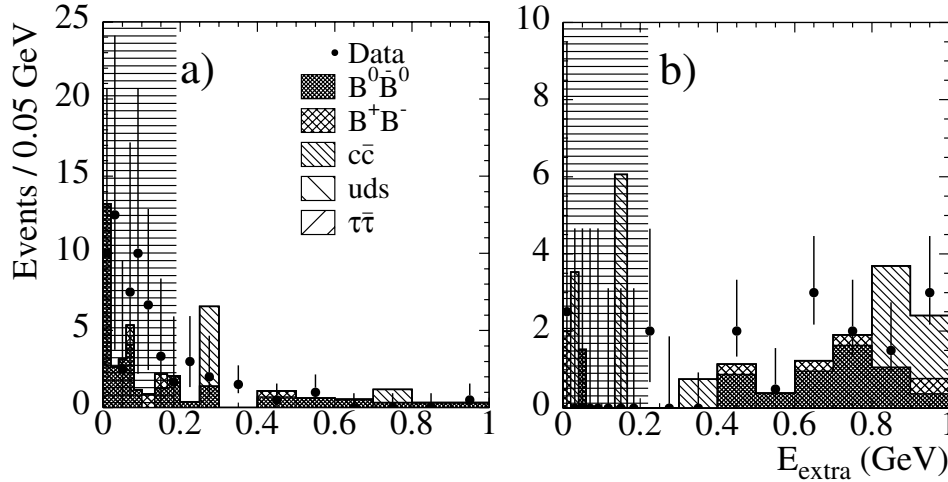 Events / 0.05 GeV
25
20
15
10
5
0
a)
Data
B⁰B̄⁰
B⁺B⁻
cc̄
uds
ττ̄
0 0.2 0.4 0.6 0.8 1
10
8
6
4
2
0
b)
0 0.2 0.4 0.6 0.8 1
E_extra (GeV)